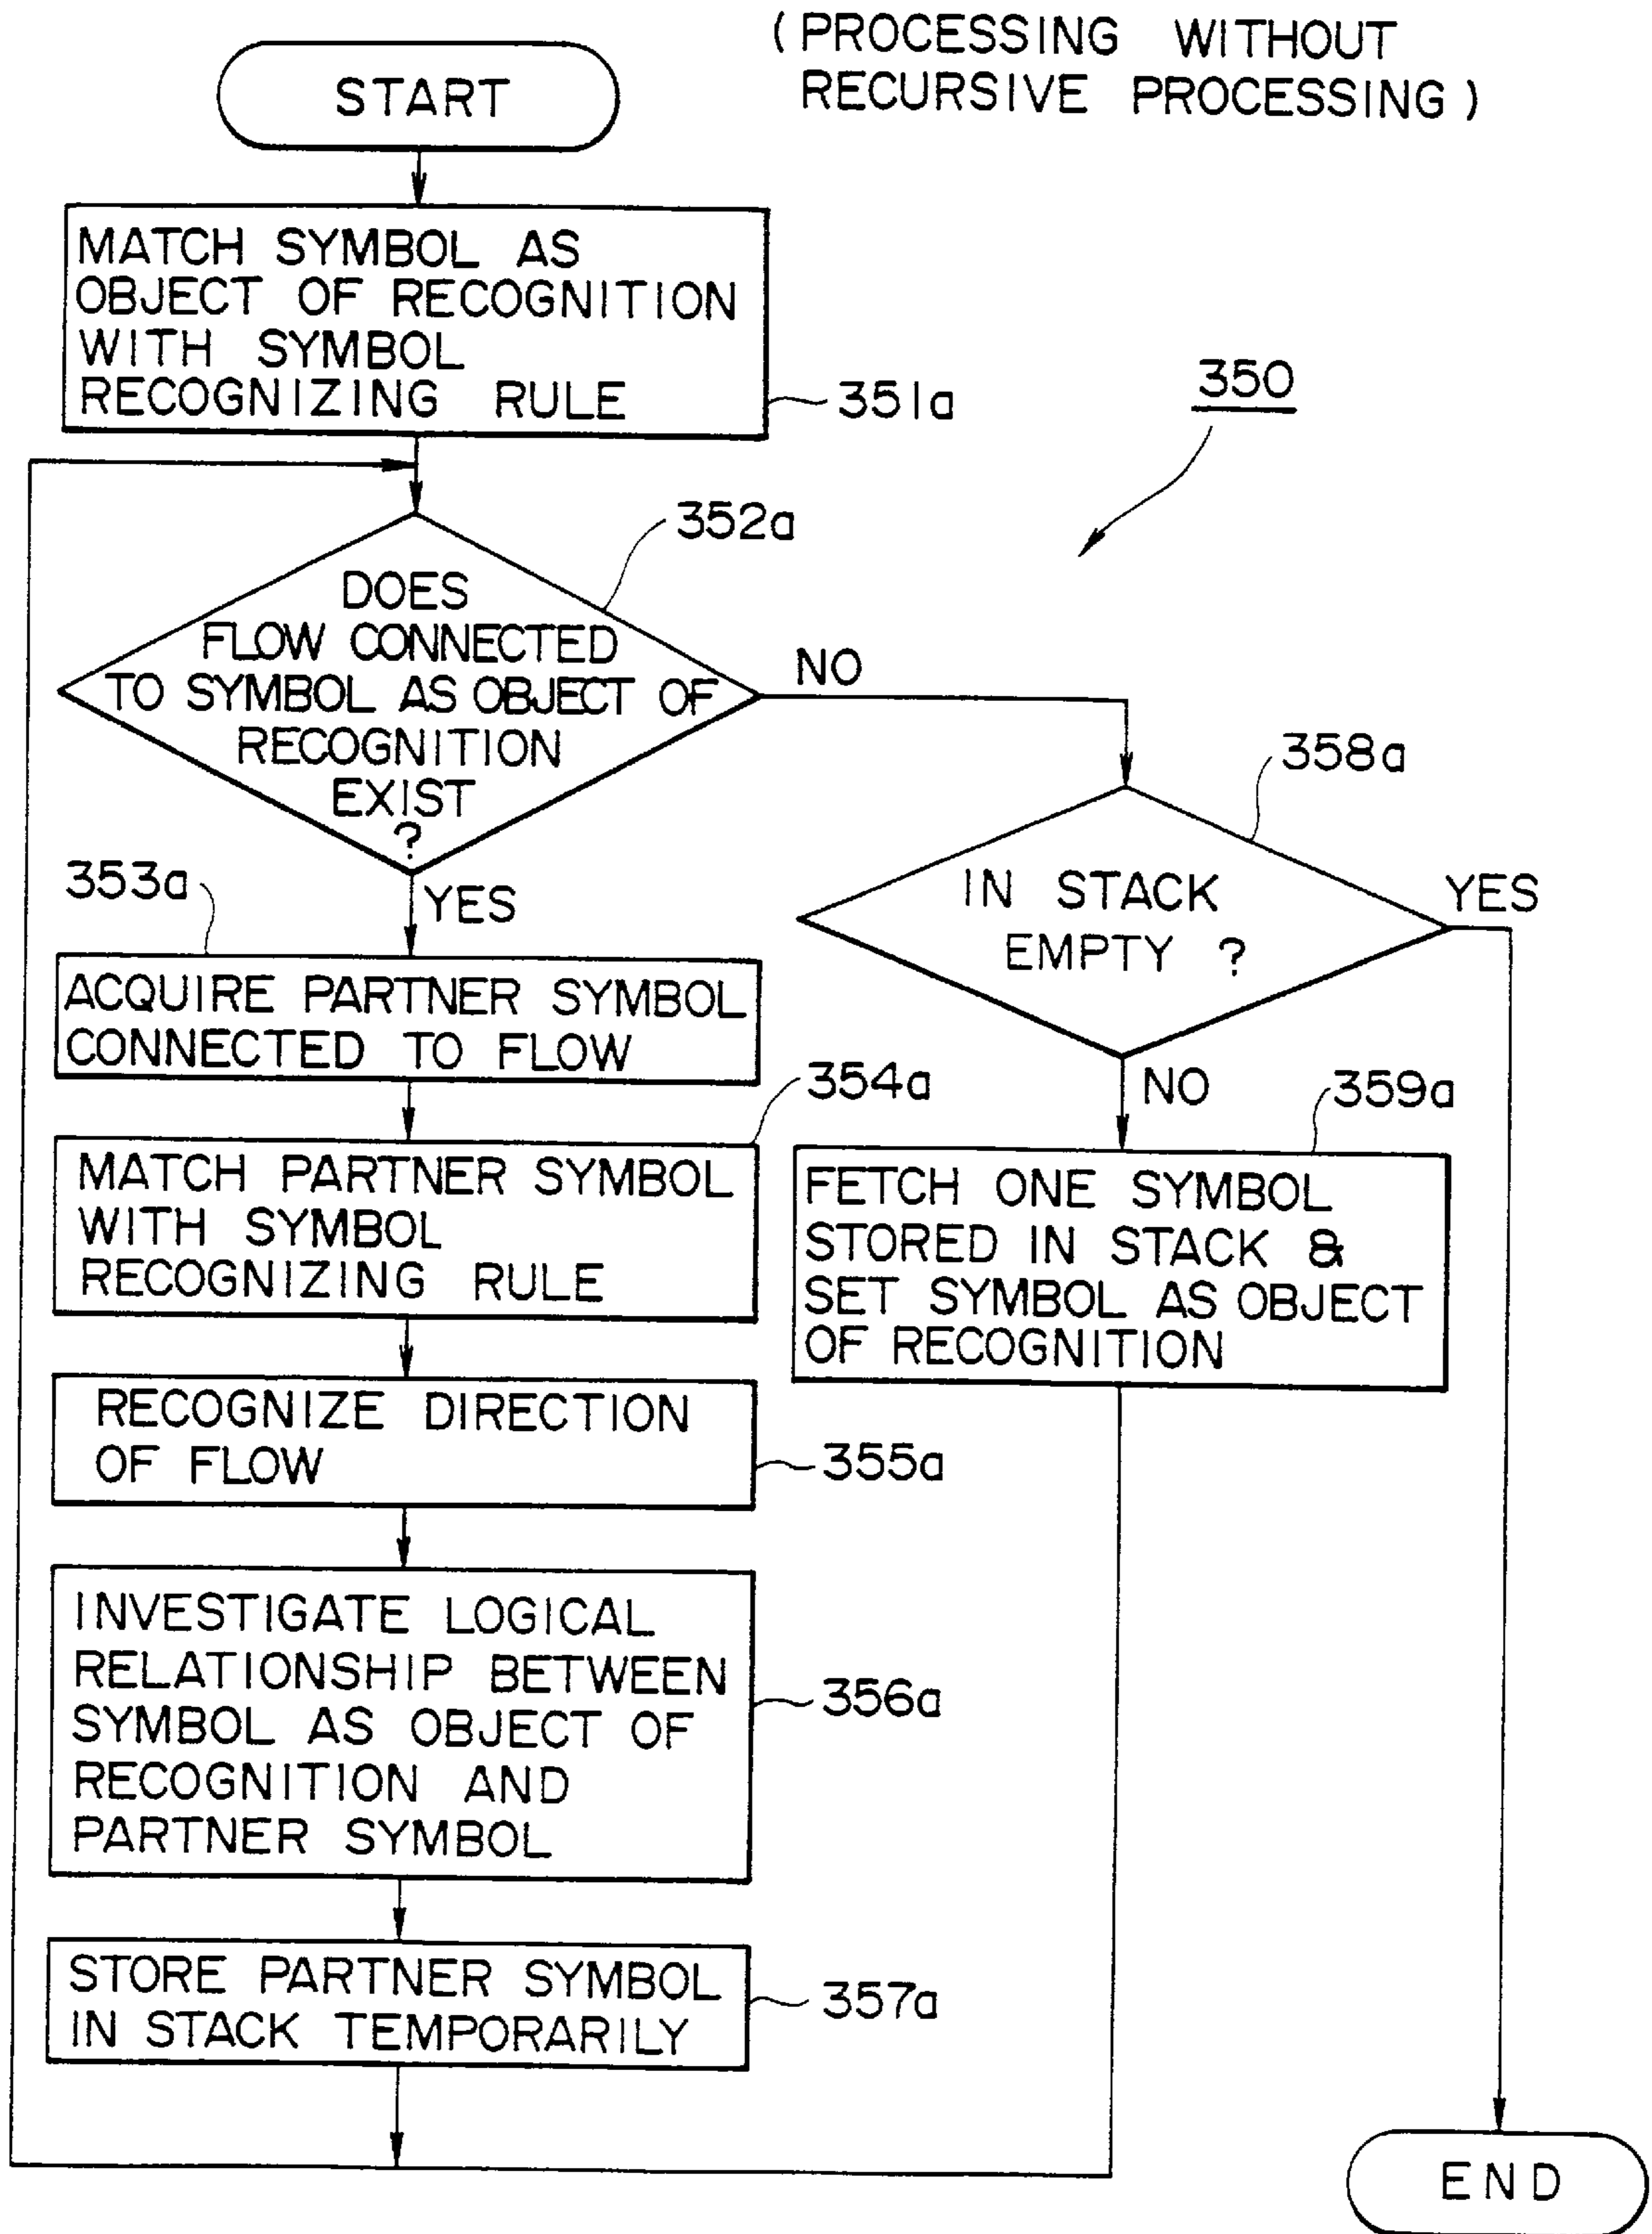 ( PROCESSING WITHOUT
RECURSIVE PROCESSING )
START
MATCH SYMBOL AS
OBJECT OF RECOGNITION
WITH SYMBOL
RECOGNIZING RULE
351a
350
352a
DOES
FLOW CONNECTED
TO SYMBOL AS OBJECT OF
RECOGNITION
EXIST
?
NO
YES
353a
ACQUIRE PARTNER SYMBOL
CONNECTED TO FLOW
354a
MATCH PARTNER SYMBOL
WITH SYMBOL
RECOGNIZING RULE
RECOGNIZE DIRECTION
OF FLOW
355a
INVESTIGATE LOGICAL
RELATIONSHIP BETWEEN
SYMBOL AS OBJECT OF
RECOGNITION AND
PARTNER SYMBOL
356a
STORE PARTNER SYMBOL
IN STACK TEMPORARILY
357a
358a
IN STACK
EMPTY ?
YES
NO
359a
FETCH ONE SYMBOL
STORED IN STACK &
SET SYMBOL AS OBJECT
OF RECOGNITION
END